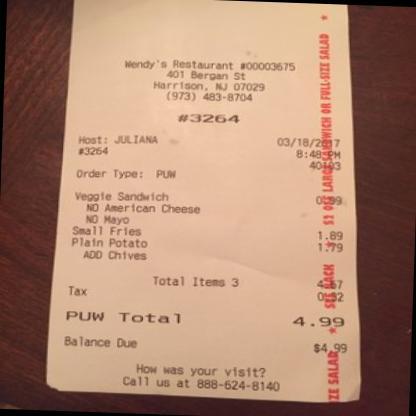 Wendy's Restaurant #00003675
401 Bergan St
Harrison, NJ 07029
(973) 483-8704
#3264
Host: JULIANA 03/18/2017
#3264 8:48 PM
40103
Order Type: PUW
Veggie Sandwich 0.99
NO American Cheese
NO Mayo
Small Fries 1.89
Plain Potato 1.79
ADD Chives
Total Items 3 4.67
Tax 0.32
PUW Total 4.99
Balance Due $4.99
How was your visit?
Call us at 888-624-8140
SIZE SALAD ★ SEE BACK ★ $1 OFF LARGE SANDWICH OR FULL-SIZE SALAD ★